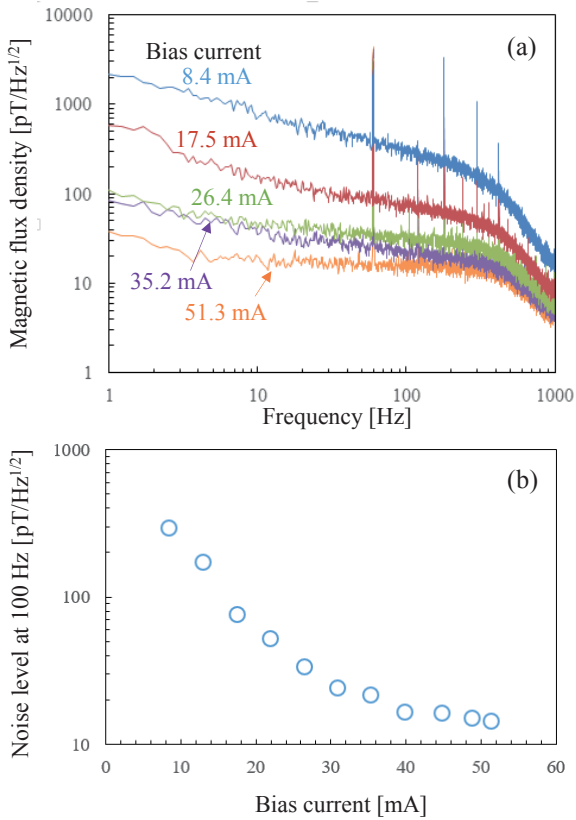 10000
(a)
Bias current
8.4 mA
1000
17.5 mA
100
26.4 mA
10
35.2 mA
51.3 mA
1
1 10 100 1000
Frequency [Hz]
Magnetic flux density [pT/Hz1/2]
1000
(b)
100
10
0 10 20 30 40 50 60
Bias current [mA]
Noise level at 100 Hz [pT/Hz1/2]